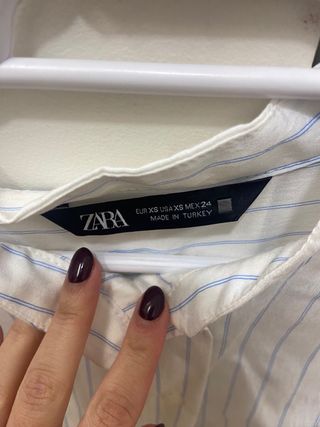 ZARA
EUR XS USA XS MEX 24
MADE IN TURKEY